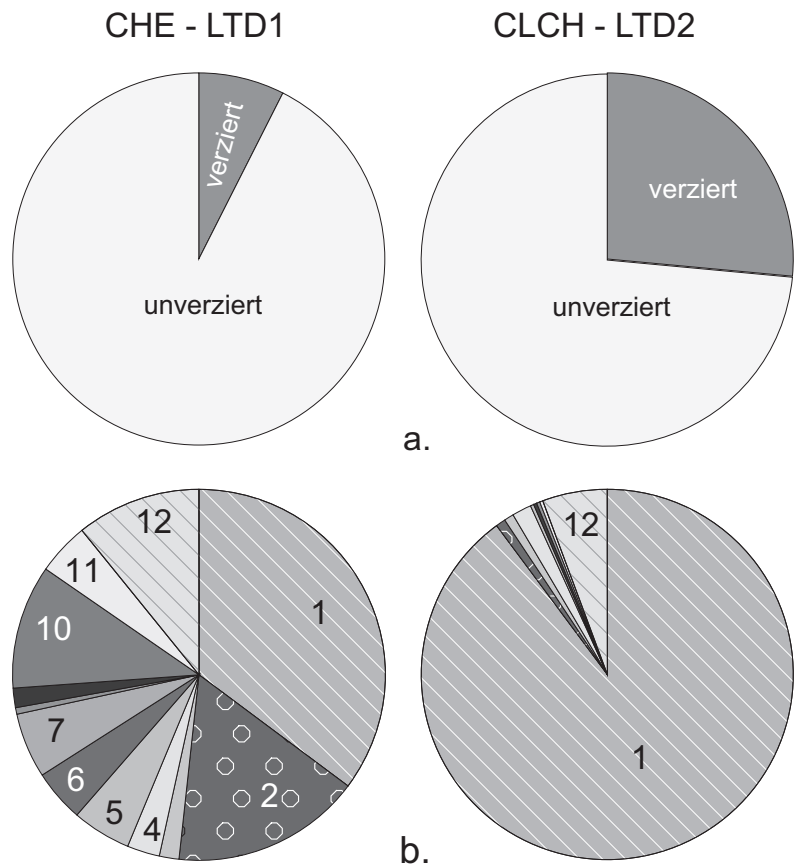 CHE - LTD1
CLCH - LTD2
verziert
verziert
unverziert
unverziert
a.
12
11
1
10
7
2
6
5
4
12
1
b.